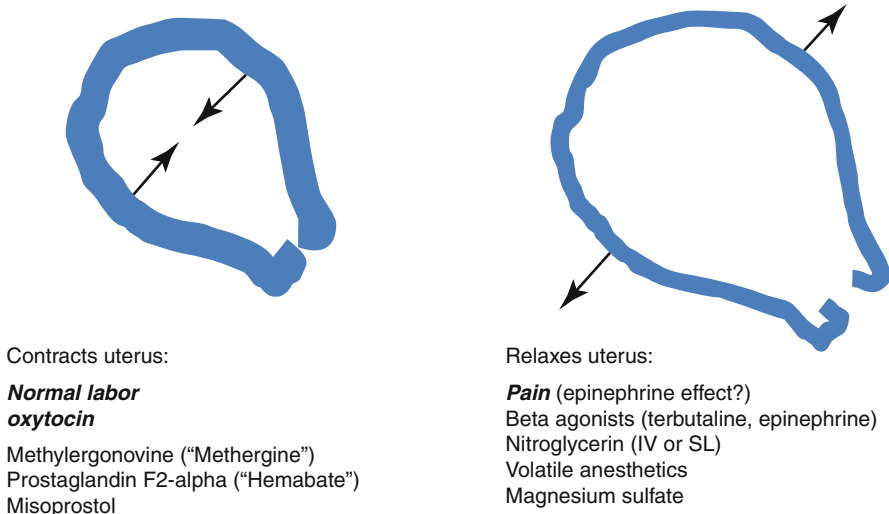 Contracts uterus:
Normal labor
oxytocin
Methylergonovine (“Methergine”)
Prostaglandin F2-alpha (“Hemabate”)
Misoprostol
Relaxes uterus:
Pain (epinephrine effect?)
Beta agonists (terbutaline, epinephrine)
Nitroglycerin (IV or SL)
Volatile anesthetics
Magnesium sulfate